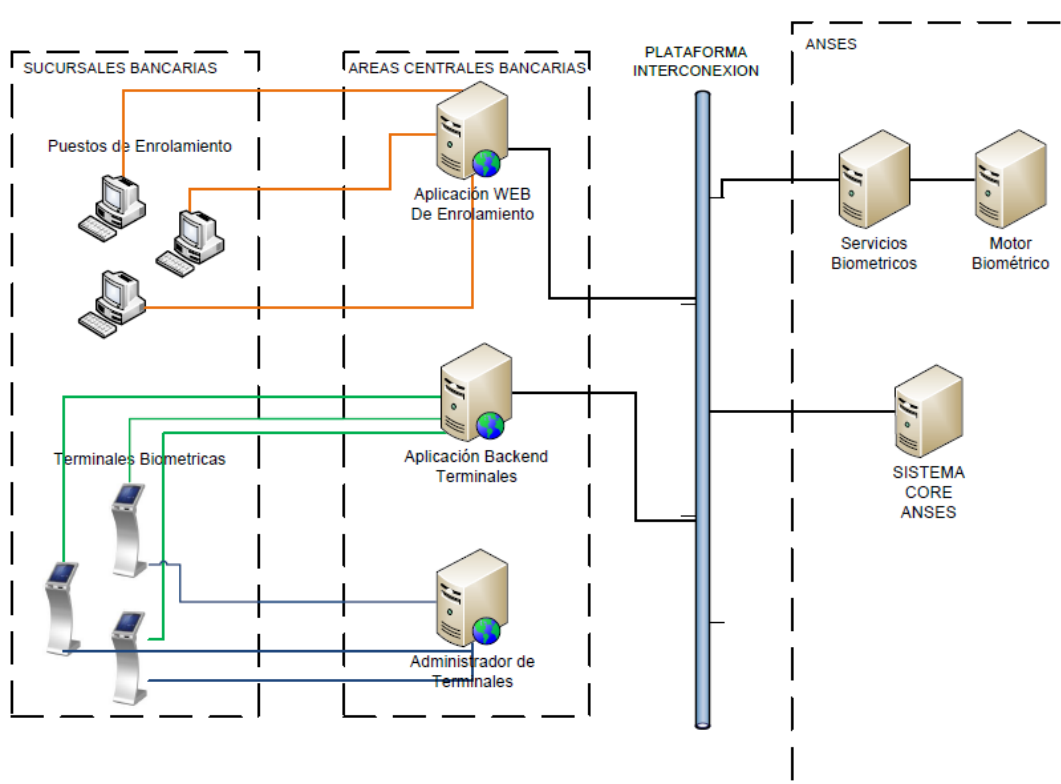 SUCURSALES BANCARIAS
Puestos de Enrolamiento
Terminales Biometricas
AREAS CENTRALES BANCARIAS
Aplicación WEB
De Enrolamiento
Aplicación Backend
Terminales
Administrador de
Terminales
PLATAFORMA
INTERCONEXION
ANSES
Servicios
Biometricos
Motor
Biométrico
SISTEMA
CORE
ANSES